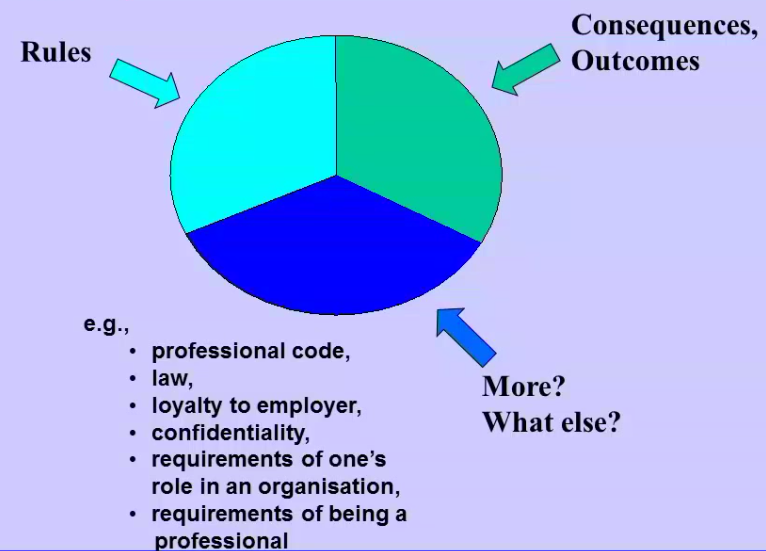 Rules
Consequences,
Outcomes
e.g.,
• professional code,
• law,
• loyalty to employer,
• confidentiality,
• requirements of one's
role in an organisation,
• requirements of being a
professional
More?
What else?